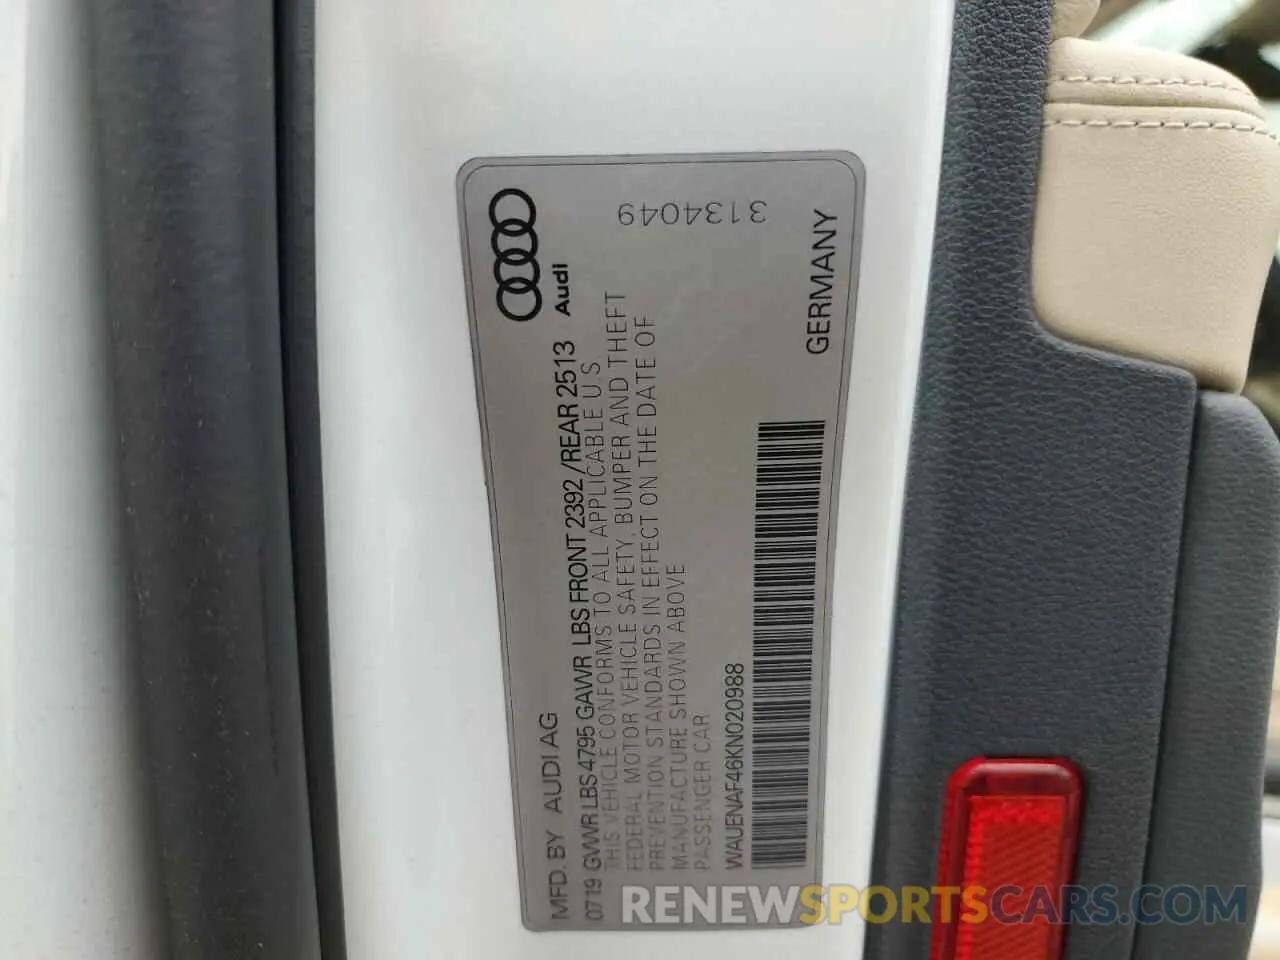 Audi
3134049
MFD. BY AUDI AG
0719 GVWR LBS 4795 GAWR LBS FRONT 2392 / REAR 2513
THIS VEHICLE CONFORMS TO ALL APPLICABLE U S
FEDERAL MOTOR VEHICLE SAFETY, BUMPER AND THEFT
PREVENTION STANDARDS IN EFFECT ON THE DATE OF
MANUFACTURE SHOWN ABOVE
PASSENGER CAR
WAUENAF46KN020988
GERMANY
RENEWSPORTSCARS.COM